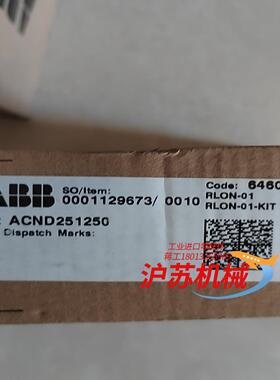 ABB
SO/Item:
0001129673/ 0010
Code: 6460
RLON-01
RLON-01-KIT
: ACND251250
Dispatch Marks:
沪苏机械